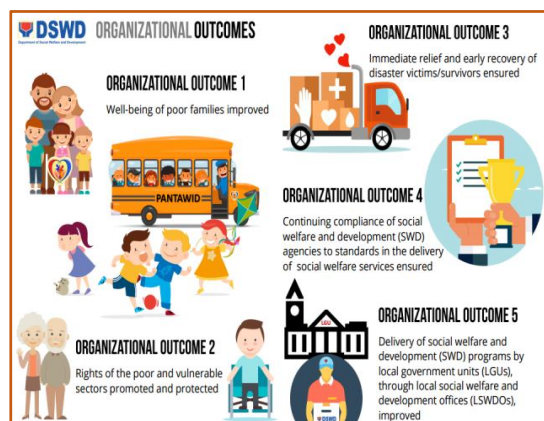 DSWD ORGANIZATIONAL OUTCOMES
Department of Social Welfare and Development
ORGANIZATIONAL OUTCOME 1
Well-being of poor families improved
PANTAWID
ORGANIZATIONAL OUTCOME 2
Rights of the poor and vulnerable
sectors promoted and protected
ORGANIZATIONAL OUTCOME 3
Immediate relief and early recovery of
disaster victims/survivors ensured
ORGANIZATIONAL OUTCOME 4
Continuing compliance of social
welfare and development (SWD)
agencies to standards in the delivery
of social welfare services ensured
LGU
DSWD
ORGANIZATIONAL OUTCOME 5
Delivery of social welfare and
development (SWD) programs by
local government units (LGUs),
through local social welfare and
development offices (LSWDOs),
improved